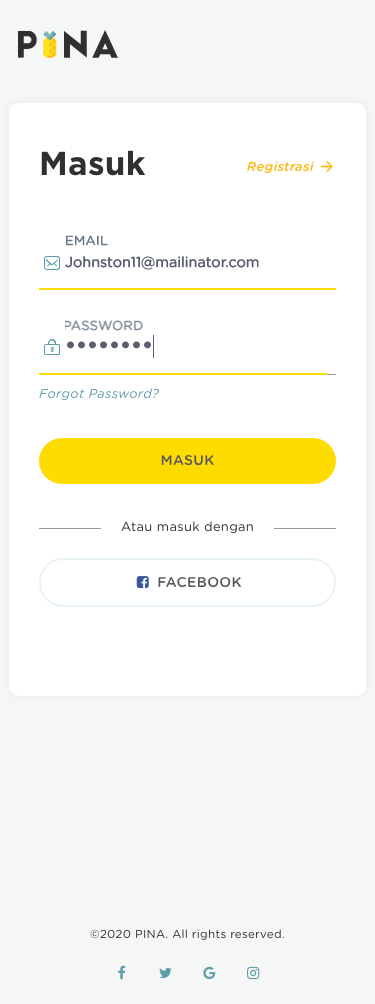 PINA
Masuk
Registrasi →
EMAIL
Johnston11@mailinator.com
PASSWORD
••••••••
Forgot Password?
MASUK
Atau masuk dengan
FACEBOOK
©2020 PINA. All rights reserved.